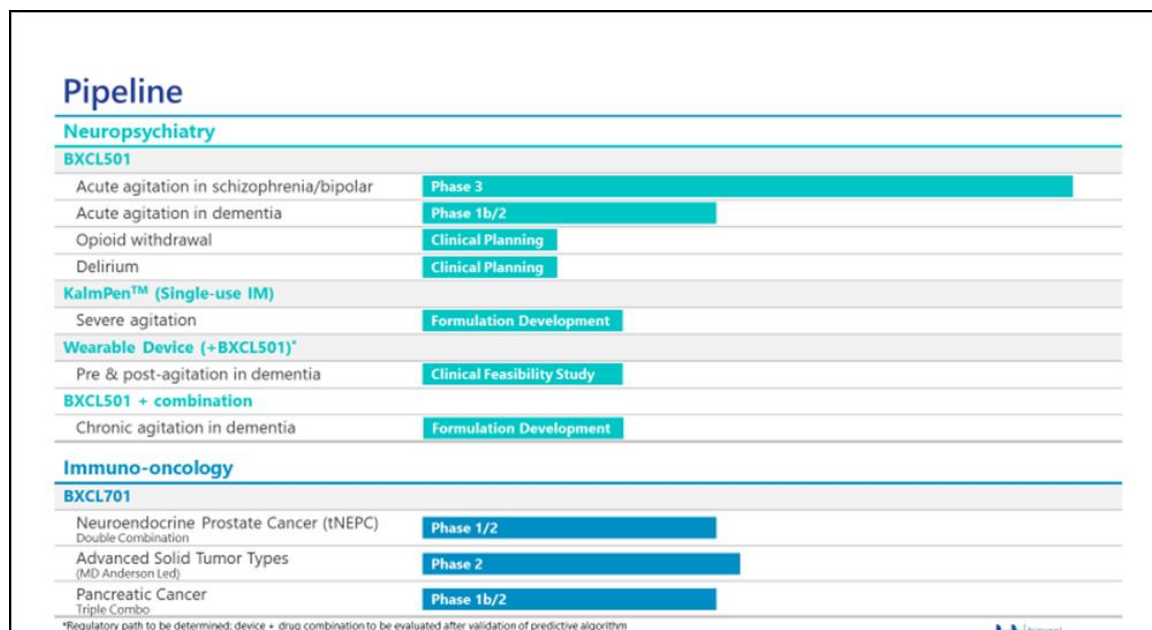 Pipeline
Neuropsychiatry
BXCL501
Acute agitation in schizophrenia/bipolar Phase 3
Acute agitation in dementia Phase 1b/2
Opioid withdrawal Clinical Planning
Delirium Clinical Planning
KalmPen™ (Single-use IM)
Severe agitation Formulation Development
Wearable Device (+BXCL501)*
Pre & post-agitation in dementia Clinical Feasibility Study
BXCL501 + combination
Chronic agitation in dementia Formulation Development
Immuno-oncology
BXCL701
Neuroendocrine Prostate Cancer (tNEPC) Phase 1/2
Double Combination
Advanced Solid Tumor Types Phase 2
(MD Anderson Led)
Pancreatic Cancer Phase 1b/2
Triple Combo
*Regulatory path to be determined; device + drug combination to be evaluated after validation of predictive algorithm